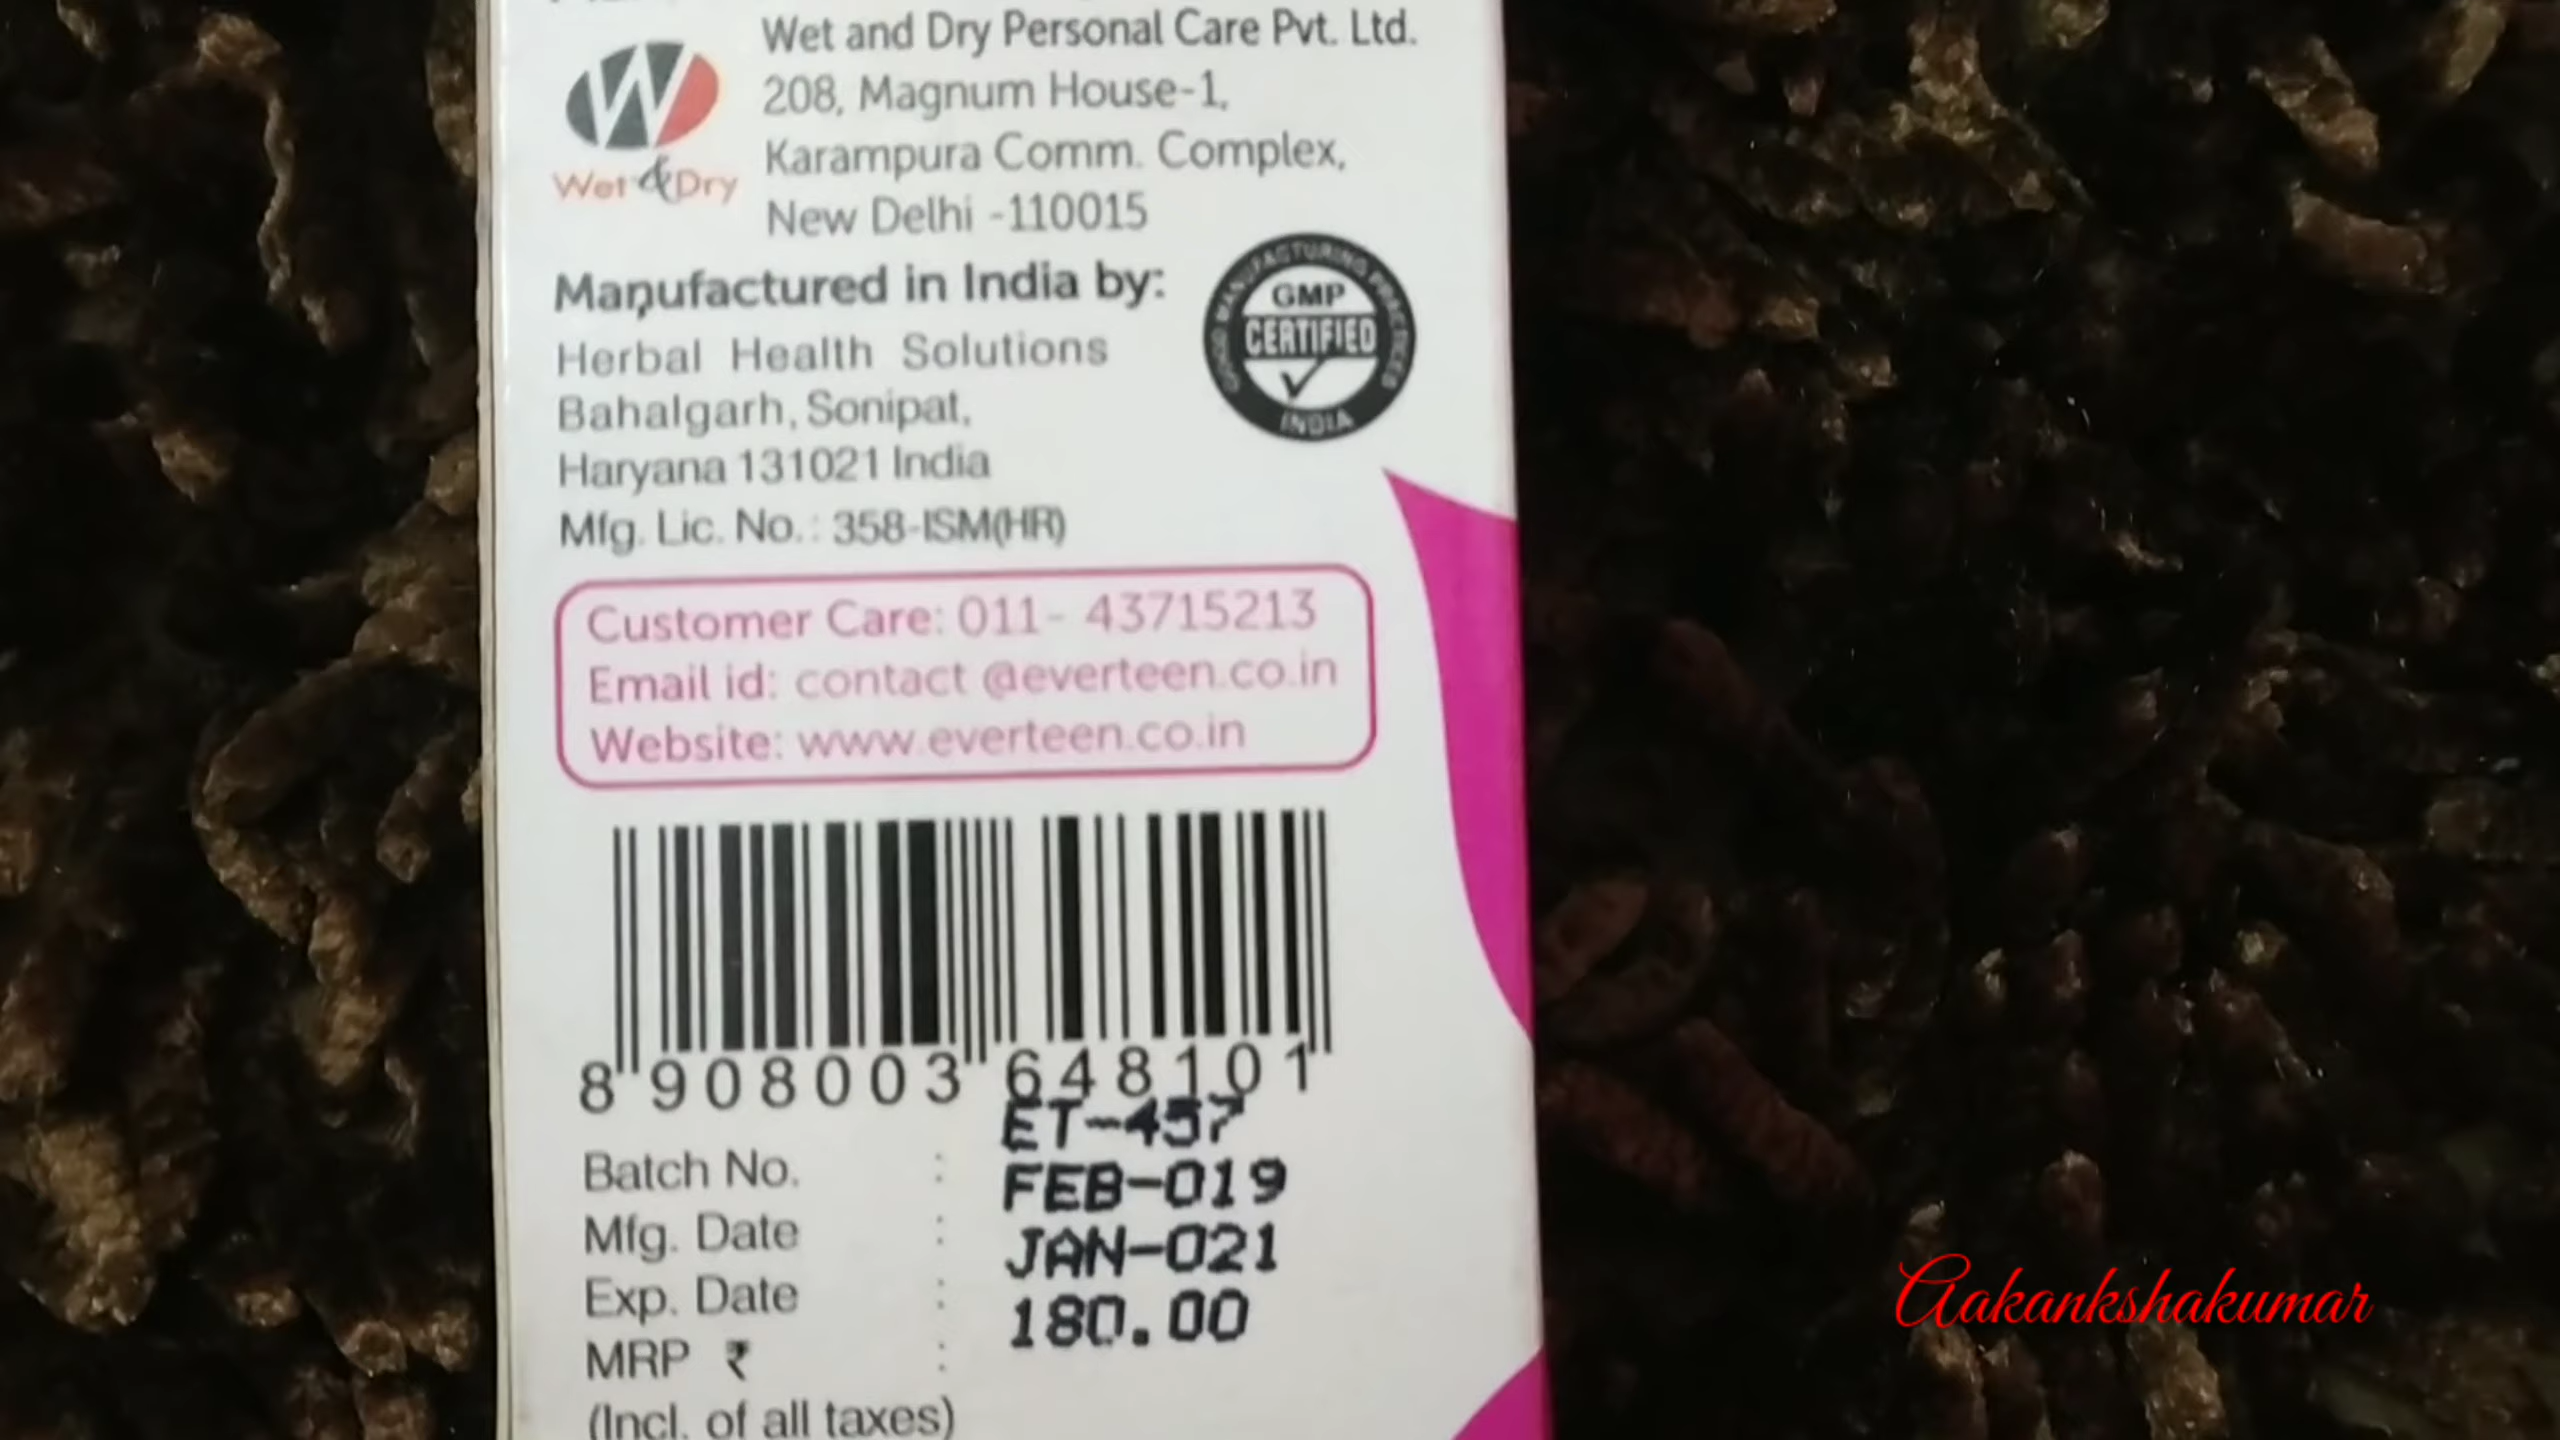 Wet and Dry Personal Care Pvt. Ltd.
208, Magnum House-1,
Karampura Comm. Complex,
New Delhi -110015
Wet & Dry
Manufactured in India by:
Herbal Health Solutions
Bahalgarh, Sonipat,
Haryana 131021 India
Mfg. Lic. No.: 358-ISM(HR)
GOOD MANUFACTURING PRACTICES
GMP
CERTIFIED
INDIA
Customer Care: 011- 43715213
Email id: contact @everteen.co.in
Website: www.everteen.co.in
8 908003 648101
Batch No. : ET-457
Mfg. Date : FEB-019
Exp. Date : JAN-021
MRP ₹ : 180.00
(Incl. of all taxes)
Aakankshakumar